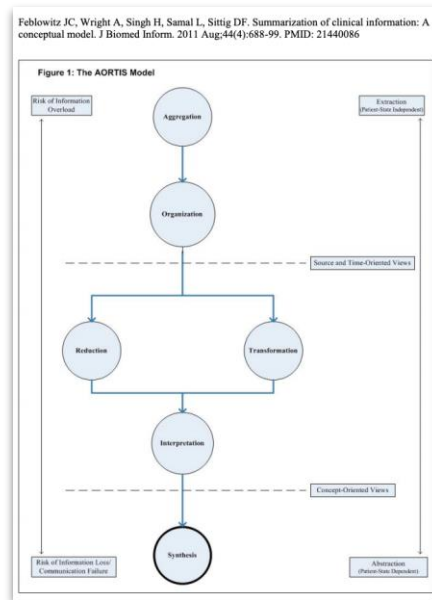 Feblowitz JC, Wright A, Singh H, Samal L, Sittig DF. Summarization of clinical information: A
conceptual model. J Biomed Inform. 2011 Aug;44(4):688-99. PMID: 21440086
Figure 1: The AORTIS Model
Risk of Information
Overload
Aggregation
Extraction
(Patient-State Independent)
Organization
Source and Time-Oriented Views
Reduction
Transformation
Interpretation
Concept-Oriented Views
Risk of Information Loss/
Communication Failure
Synthesis
Abstraction
(Patient-State Dependent)